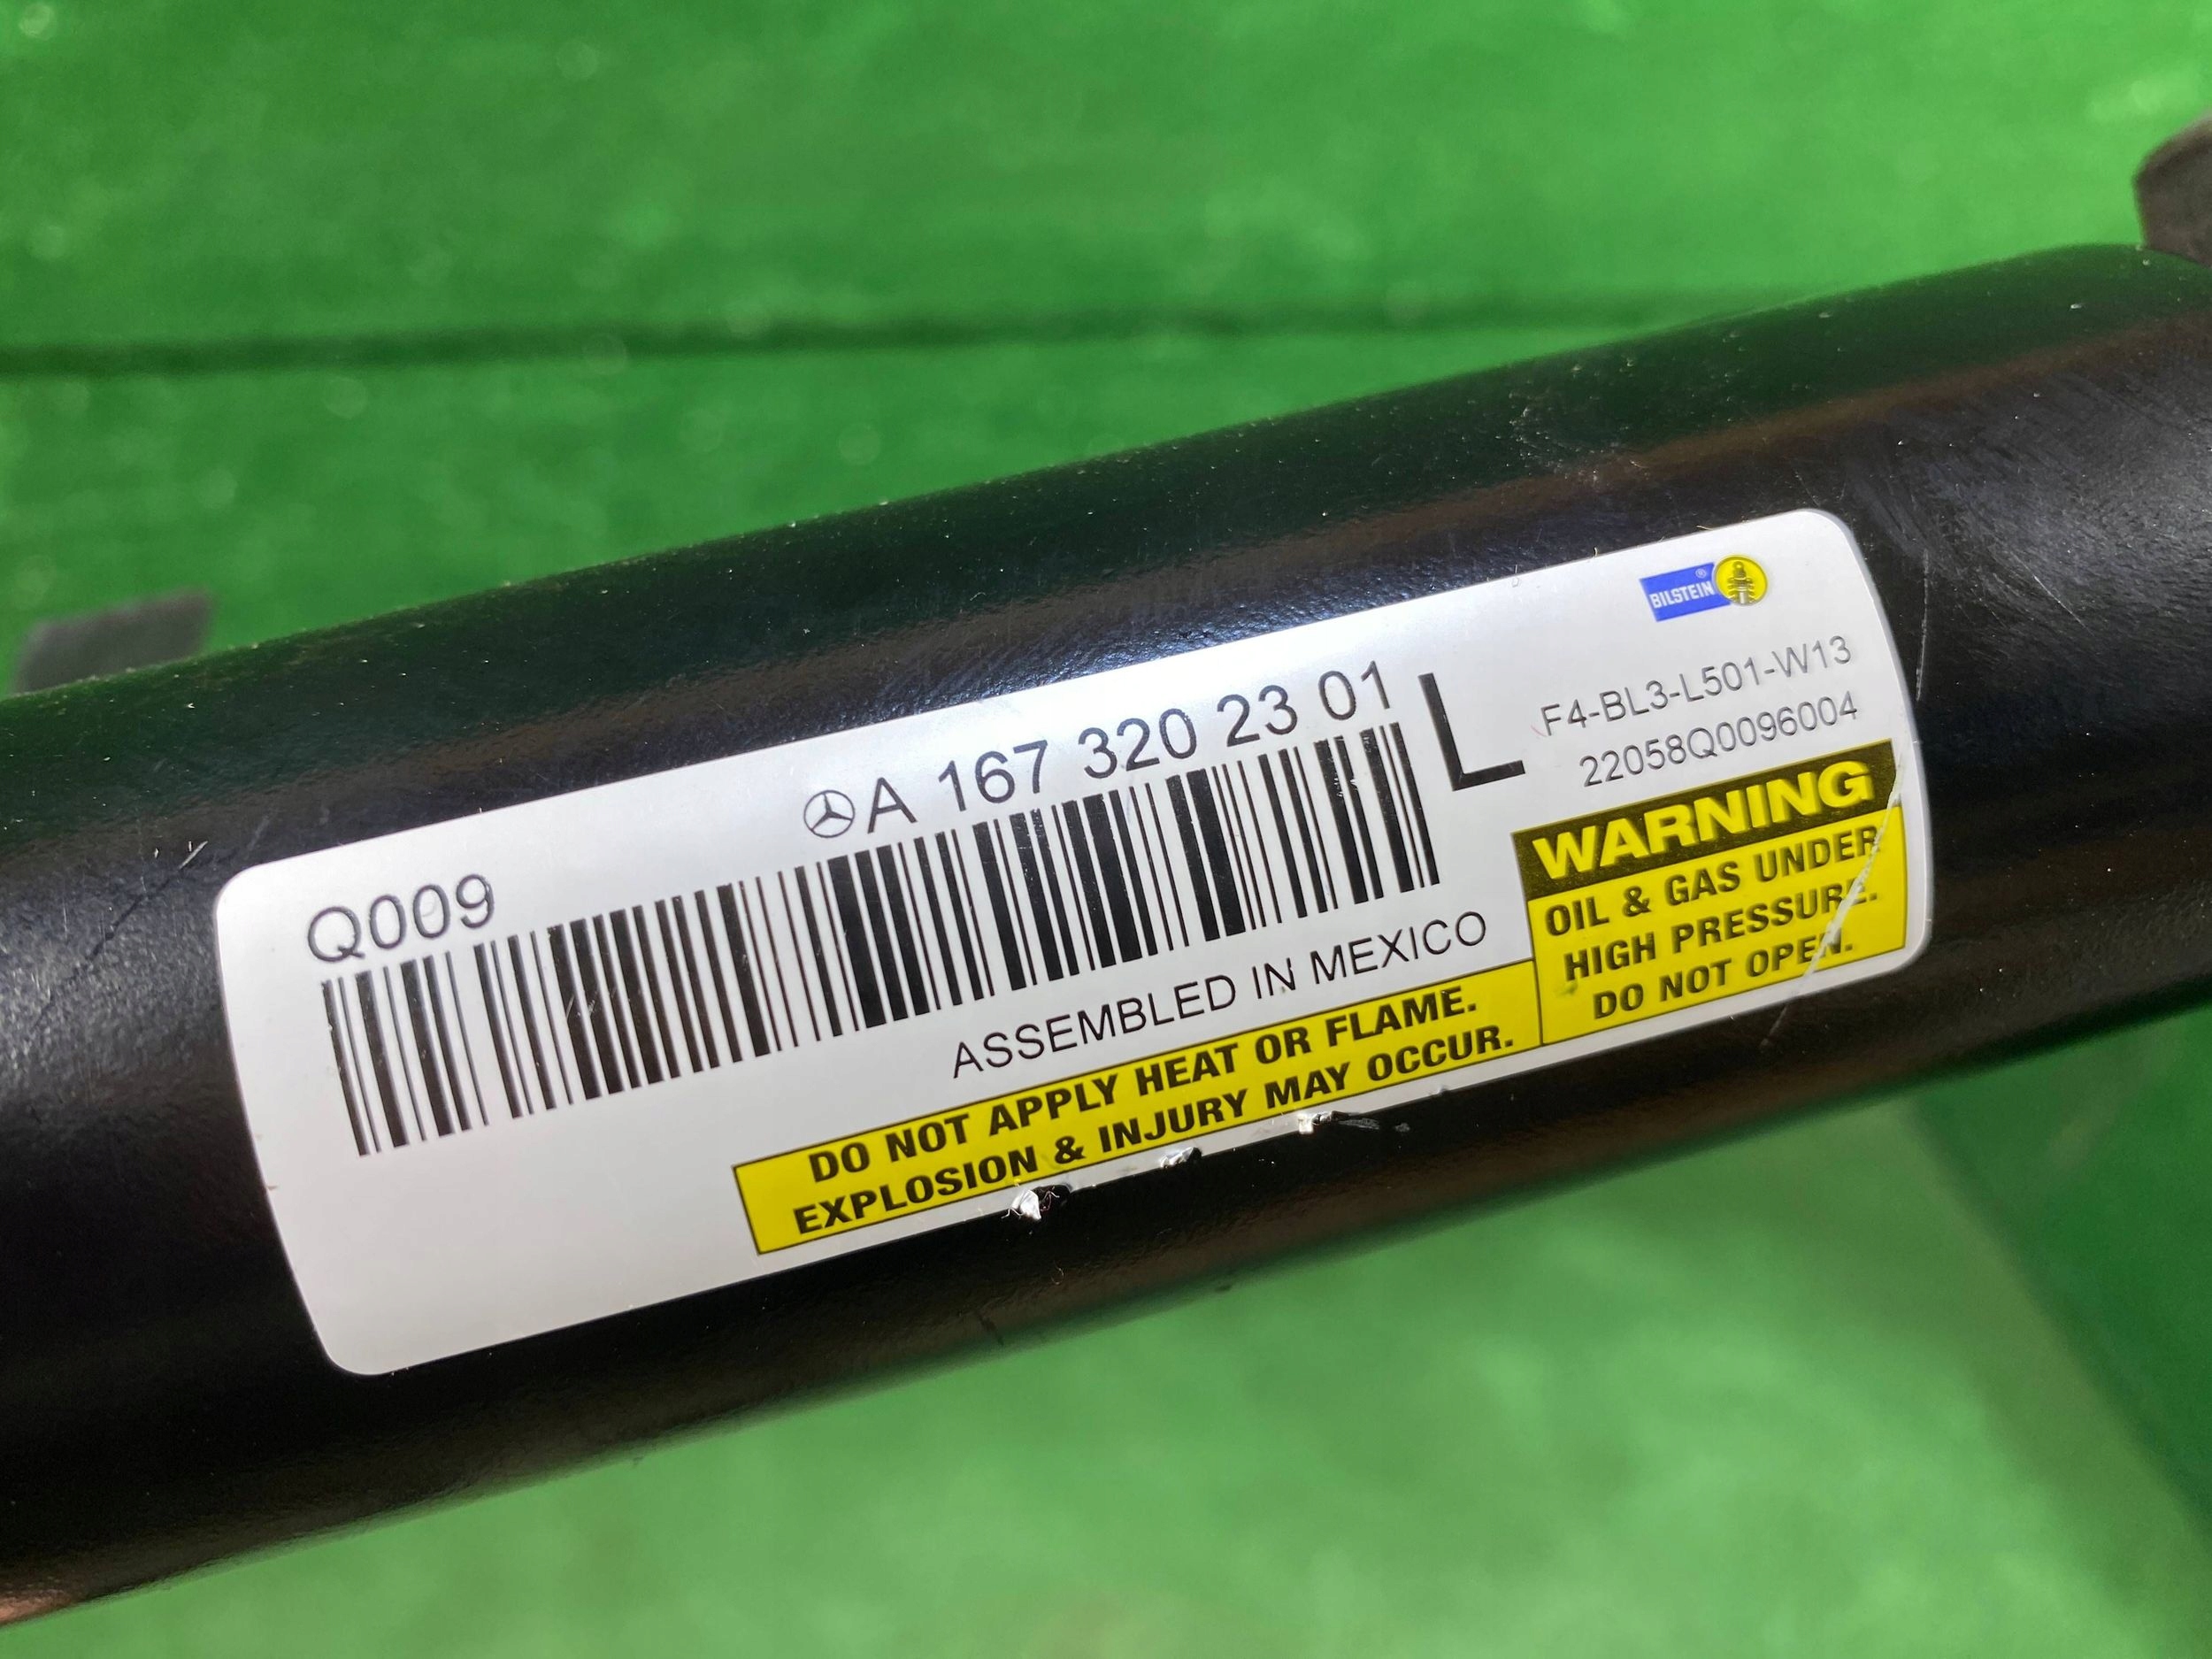 BILSTEIN®
Q009
A 167 320 23 01
L
F4-BL3-L501-W13
22058Q0096004
ASSEMBLED IN MEXICO
WARNING
OIL & GAS UNDER
HIGH PRESSURE.
DO NOT OPEN.
DO NOT APPLY HEAT OR FLAME.
EXPLOSION & INJURY MAY OCCUR.